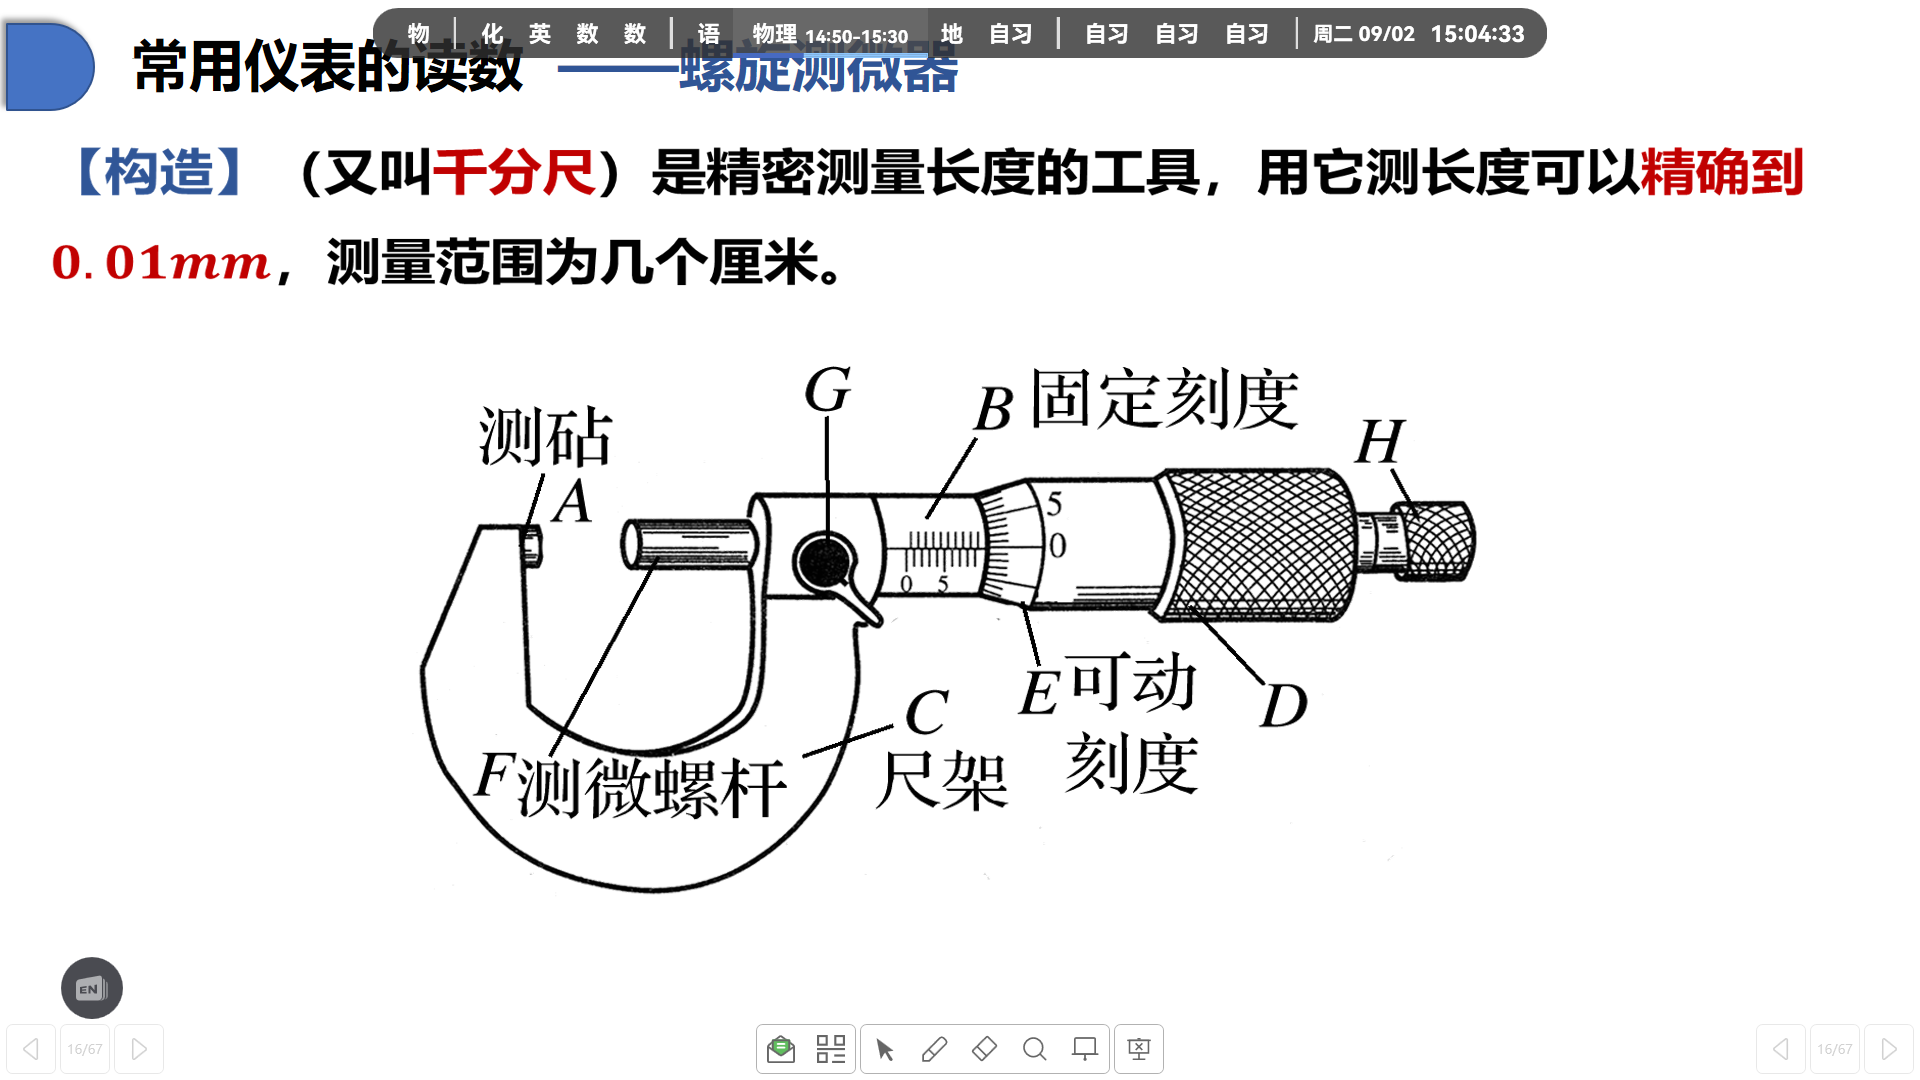 物 | 化 英 数 数 | 语 物理 14:50-15:30 地 自习 | 自习 自习 自习 | 周二 09/02 15:04:33
常用仪表的读数 ——螺旋测微器
【构造】（又叫千分尺）是精密测量长度的工具，用它测长度可以精确到
0.01mm，测量范围为几个厘米。
G
B 固定刻度
H
测砧
A
5
0
0 5
E 可动
刻度
D
C
尺架
F 测微螺杆
EN
16/67
16/67